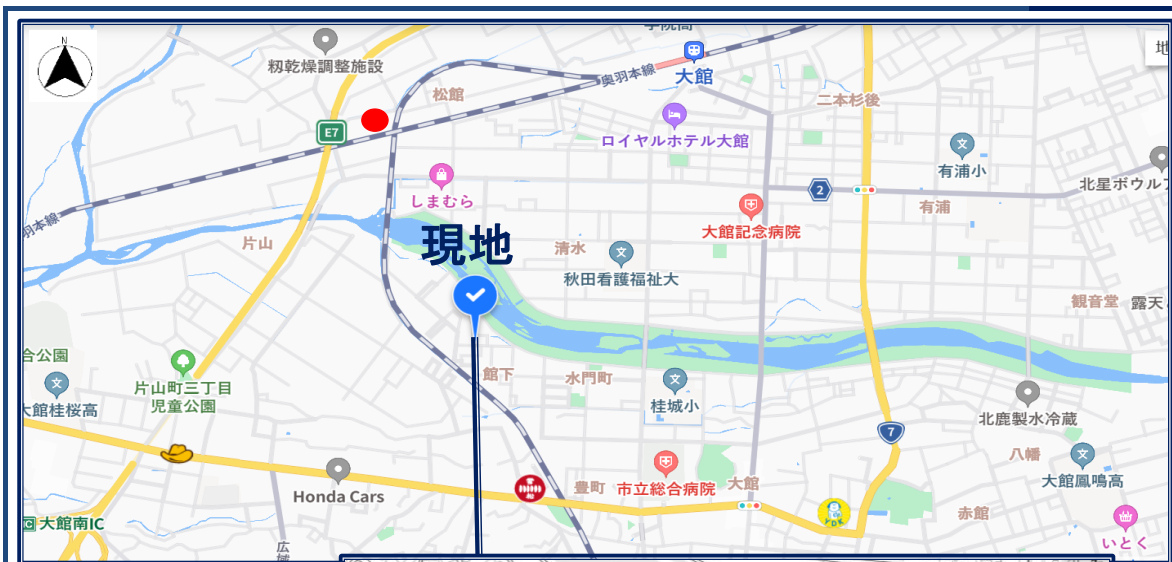 N
地
籾乾燥調整施設
奥羽本線
大館
松館
二本杉後
E7
ロイヤルホテル大館
有浦小
しまむら
2
北星ボウル
有浦
大館記念病院
羽本線
片山
現地
清水
秋田看護福祉大
観音堂
露天
合公園
片山町三丁目
児童公園
館下
水門町
大館桂桜高
桂城小
北鹿製水冷蔵
7
八幡
Honda Cars
豊町
市立総合病院
大館
大館鳳鳴高
YDK
赤館
大館南IC
広域
いとく